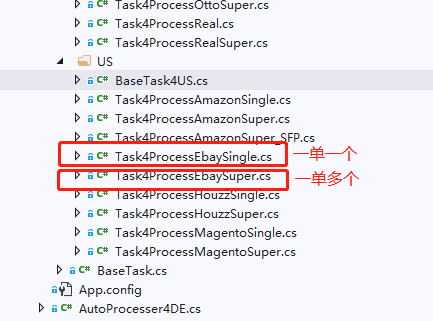 Task4ProcessOttoSuper.cs
C# Task4ProcessReal.cs
C# Task4ProcessRealSuper.cs
US
C# BaseTask4US.cs
C# Task4ProcessAmazonSingle.cs
C# Task4ProcessAmazonSuper.cs
C# Task4ProcessAmazonSuper_SFP.cs
C# Task4ProcessEbaySingle.cs 一单一个
C# Task4ProcessEbaySuper.cs 一单多个
C# Task4ProcessHouzzSingle.cs
C# Task4ProcessHouzzSuper.cs
C# Task4ProcessMagentoSingle.cs
C# Task4ProcessMagentoSuper.cs
C# BaseTask.cs
App.config
C# AutoProcesser4DE.cs